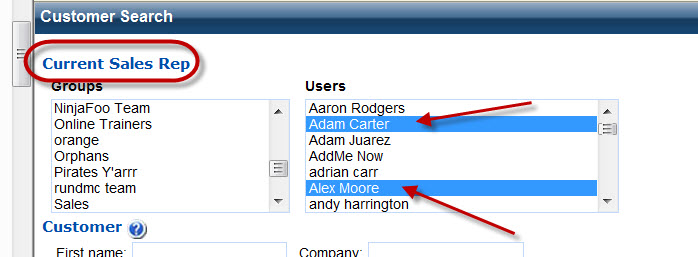 Customer Search
Current Sales Rep
Groups
NinjaFoo Team
Online Trainers
orange
Orphans
Pirates Y'arrr
rundmc team
Sales
Users
Aaron Rodgers
Adam Carter
Adam Juarez
AddMe Now
adrian carr
Alex Moore
andy harrington
Customer ?
First name: Company: